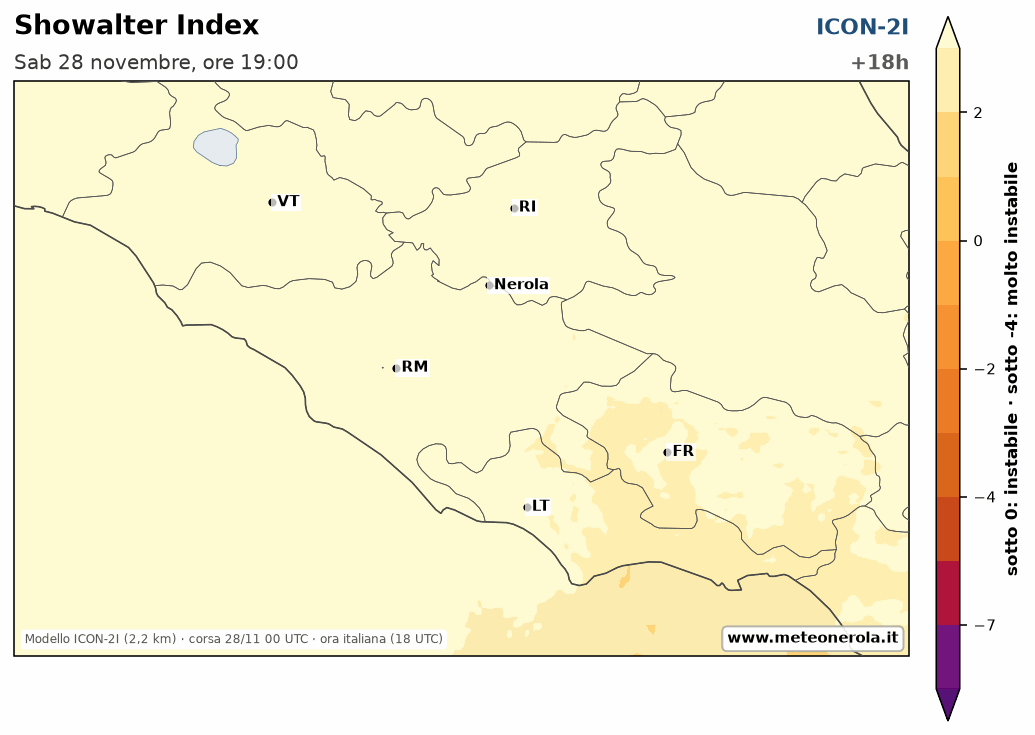 Showalter Index
ICON-2I
Sab 28 novembre, ore 19:00
+18h
VT
RI
Nerola
RM
FR
LT
Modello ICON-2I (2,2 km) · corsa 28/11 00 UTC · ora italiana (18 UTC)
www.meteonerola.it
2
0
−2
−4
−7
sotto 0: instabile · sotto -4: molto instabile